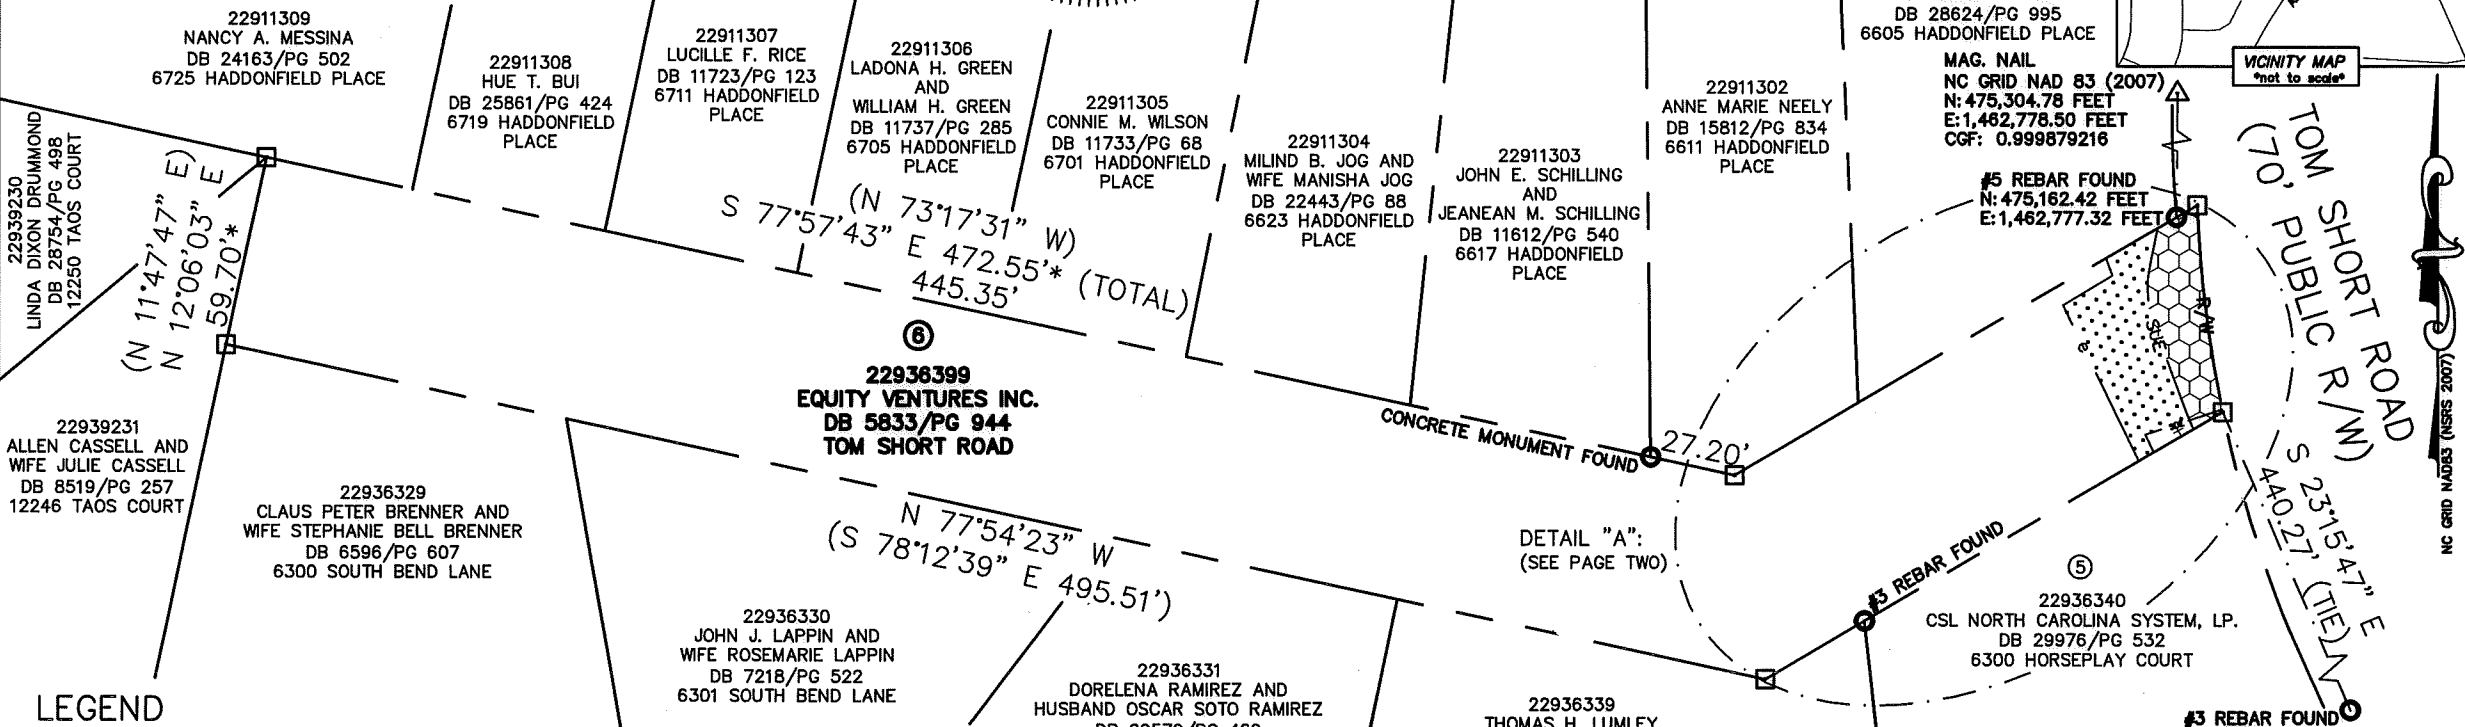 22911309
NANCY A. MESSINA
DB 24163/PG 502
6725 HADDONFIELD PLACE
22911308
HUE T. BUI
DB 25861/PG 424
6719 HADDONFIELD
PLACE
22911307
LUCILLE F. RICE
DB 11723/PG 123
6711 HADDONFIELD
PLACE
22911306
LADONA H. GREEN
AND
WILLIAM H. GREEN
DB 11737/PG 285
6705 HADDONFIELD
PLACE
22911305
CONNIE M. WILSON
DB 11733/PG 68
6701 HADDONFIELD
PLACE
22911304
MILIND B. JOG AND
WIFE MANISHA JOG
DB 22443/PG 88
6623 HADDONFIELD
PLACE
22911303
JOHN E. SCHILLING
AND
JEANEAN M. SCHILLING
DB 11612/PG 540
6617 HADDONFIELD
PLACE
22911302
ANNE MARIE NEELY
DB 15812/PG 834
6611 HADDONFIELD
PLACE
DB 28624/PG 995
6605 HADDONFIELD PLACE
MAG. NAIL
NC GRID NAD 83 (2007)
N: 475,304.78 FEET
E:1,462,778.50 FEET
CGF: 0.999879216
VICINITY MAP
*not to scale*
#5 REBAR FOUND
N: 475,162.42 FEET
E:1,462,777.32 FEET
TOM SHORT ROAD
(70' PUBLIC R/W)
NC GRID NAD83 (NSRS 2007)
22939230
LINDA DIXON DRUMMOND
DB 28754/PG 498
12250 TAOS COURT
(N 11°47'47" E)
N 12°06'03" E
59.70'*
(N 73°17'31" W)
S 77°57'43" E 472.55'* (TOTAL)
445.35'
6
22936399
EQUITY VENTURES INC.
DB 5833/PG 944
TOM SHORT ROAD
CONCRETE MONUMENT FOUND
27.20'
R/W
SUE
22939231
ALLEN CASSELL AND
WIFE JULIE CASSELL
DB 8519/PG 257
12246 TAOS COURT
22936329
CLAUS PETER BRENNER AND
WIFE STEPHANIE BELL BRENNER
DB 6596/PG 607
6300 SOUTH BEND LANE
N 77°54'23" W
(S 78°12'39" E 495.51')
DETAIL "A":
(SEE PAGE TWO)
#3 REBAR FOUND
S 23°15'47" E
440.27' (TIE)
5
22936340
CSL NORTH CAROLINA SYSTEM, LP.
DB 29976/PG 532
6300 HORSEPLAY COURT
22936330
JOHN J. LAPPIN AND
WIFE ROSEMARIE LAPPIN
DB 7218/PG 522
6301 SOUTH BEND LANE
22936331
DORELENA RAMIREZ AND
HUSBAND OSCAR SOTO RAMIREZ
22936339
THOMAS H. LUMLEY
#3 REBAR FOUND
LEGEND